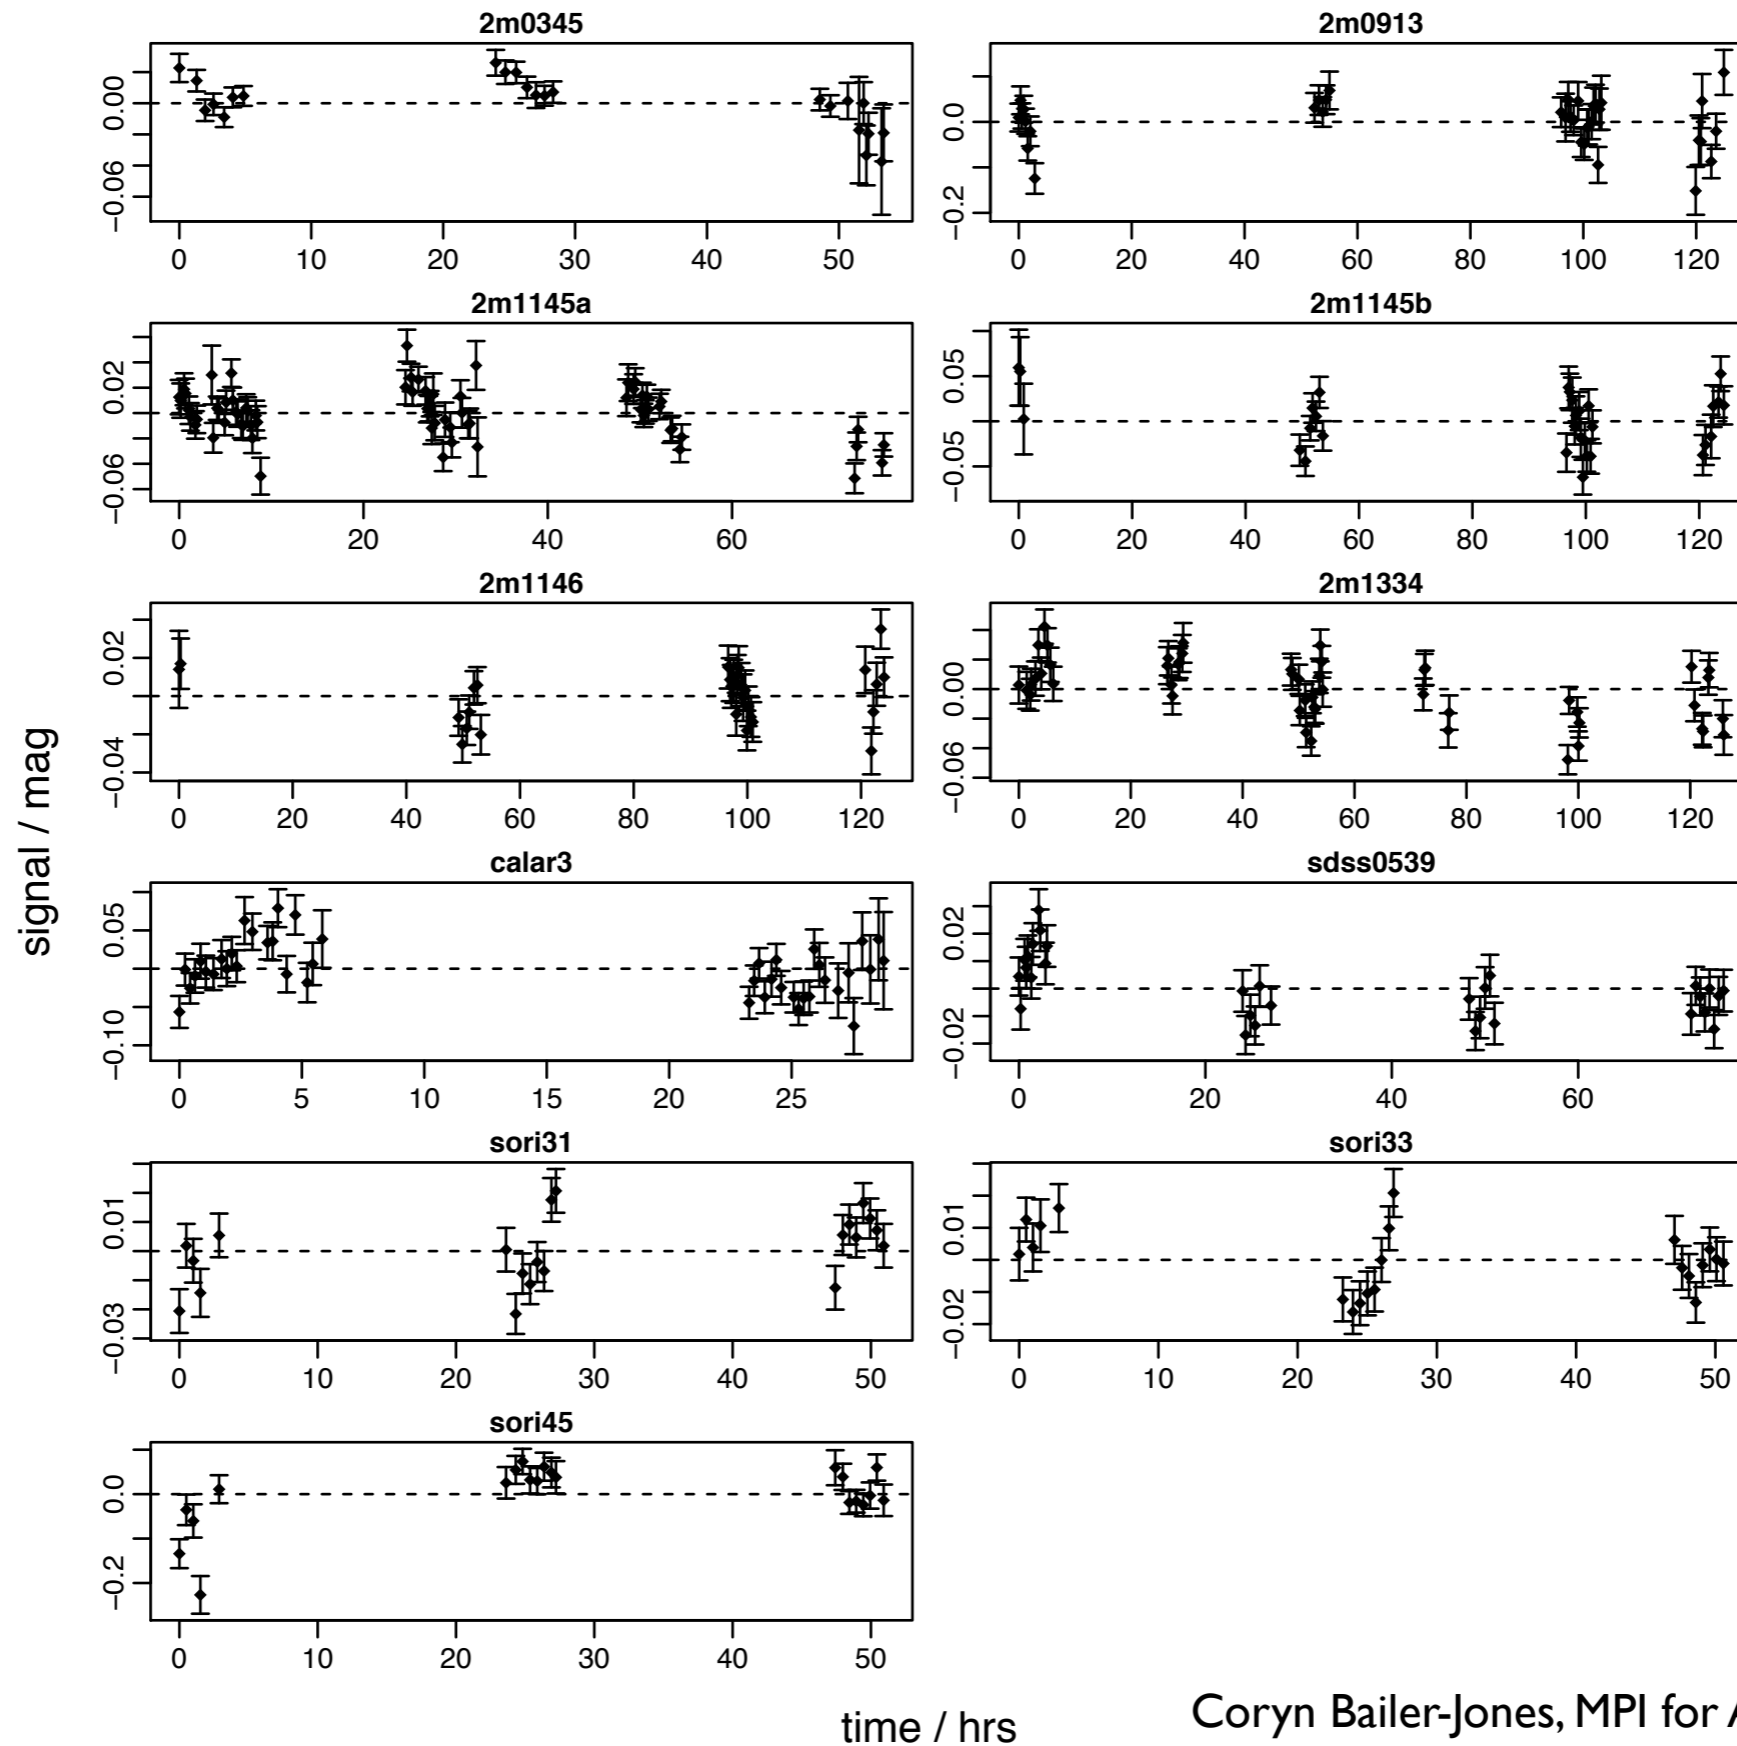 2m0345
0.00
−0.06
0 10 20 30 40 50
2m0913
0.0
−0.2
0 20 40 60 80 100 120
2m1145a
0.02
−0.06
0 20 40 60
2m1145b
0.05
−0.05
0 20 40 60 80 100 120
2m1146
0.02
−0.04
0 20 40 60 80 100 120
2m1334
0.00
−0.06
0 20 40 60 80 100 120
calar3
0.05
−0.10
0 5 10 15 20 25
sdss0539
0.02
−0.02
0 20 40 60
sori31
0.01
−0.03
0 10 20 30 40 50
sori33
0.01
−0.02
0 10 20 30 40 50
sori45
0.0
−0.2
0 10 20 30 40 50
signal / mag
time / hrs
Coryn Bailer-Jones, MPI for